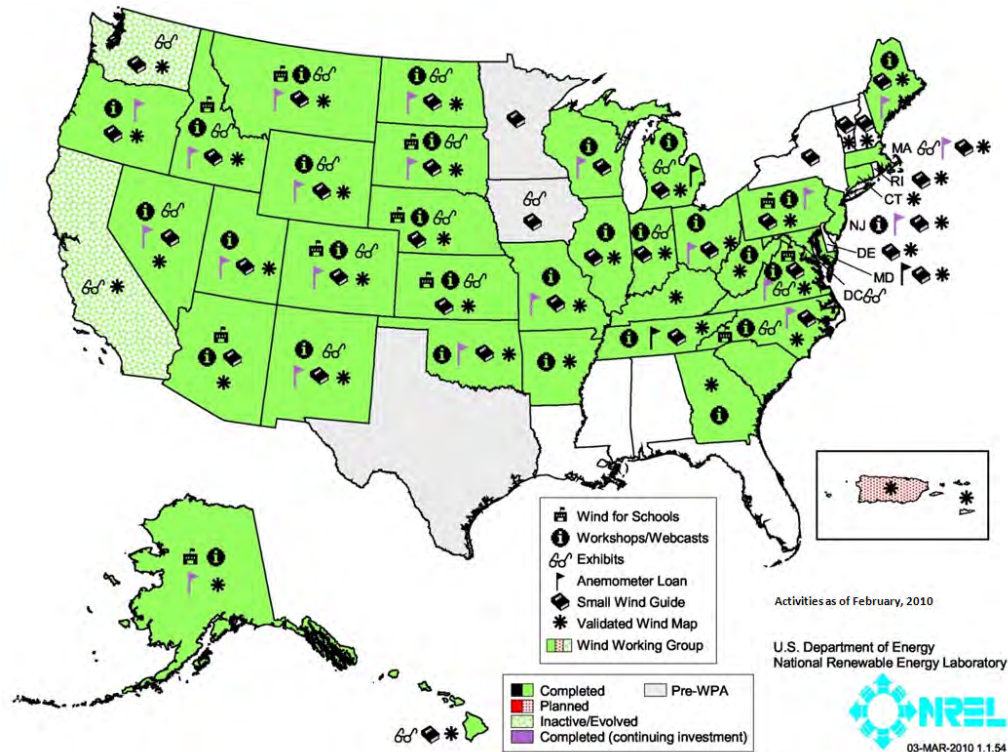 MA
RI
CT
NJ
DE
MD
DC
Wind for Schools
Workshops/Webcasts
Exhibits
Anemometer Loan
Small Wind Guide
Validated Wind Map
Wind Working Group
Activities as of February, 2010
U.S. Department of Energy
National Renewable Energy Laboratory
Completed
Pre-WPA
Planned
Inactive/Evolved
Completed (continuing investment)
NREL
03-MAR-2010 1.1.54